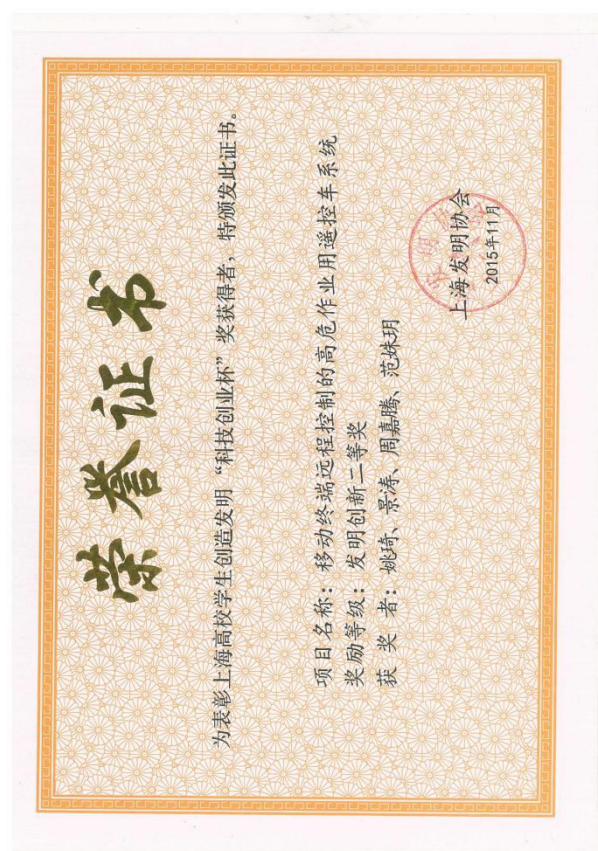 荣誉证书
为表彰上海高校学生创造发明“科技创业杯”奖获得者，特颁发此证书。
项目名称：移动终端远程控制的高危作业用遥控车系统
奖励等级：发明创新二等奖
获奖者：姚琦、景涛、周嘉腾、范姝玥
上海发明协会
2015年11月